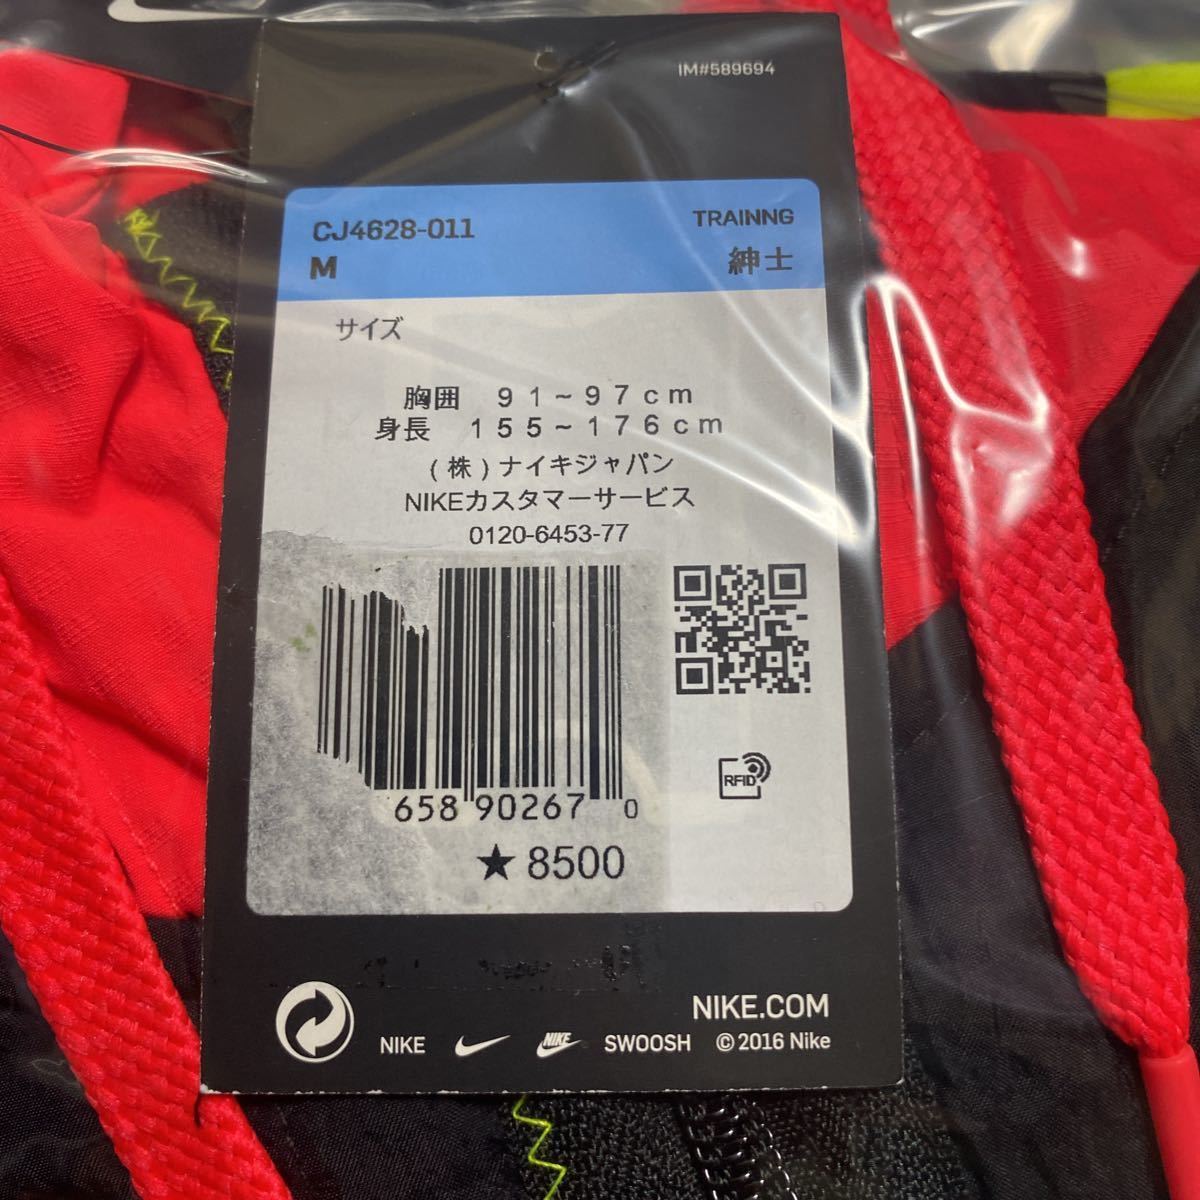 IM#589694
CJ4628-011
TRAINNG
M
紳士
サイズ
胸囲 91~97cm
身長 155~176cm
(株)ナイキジャパン
NIKEカスタマーサービス
0120-6453-77
RFID
658 90267 0
★8500
NIKE.COM
NIKE NIKE SWOOSH © 2016 Nike